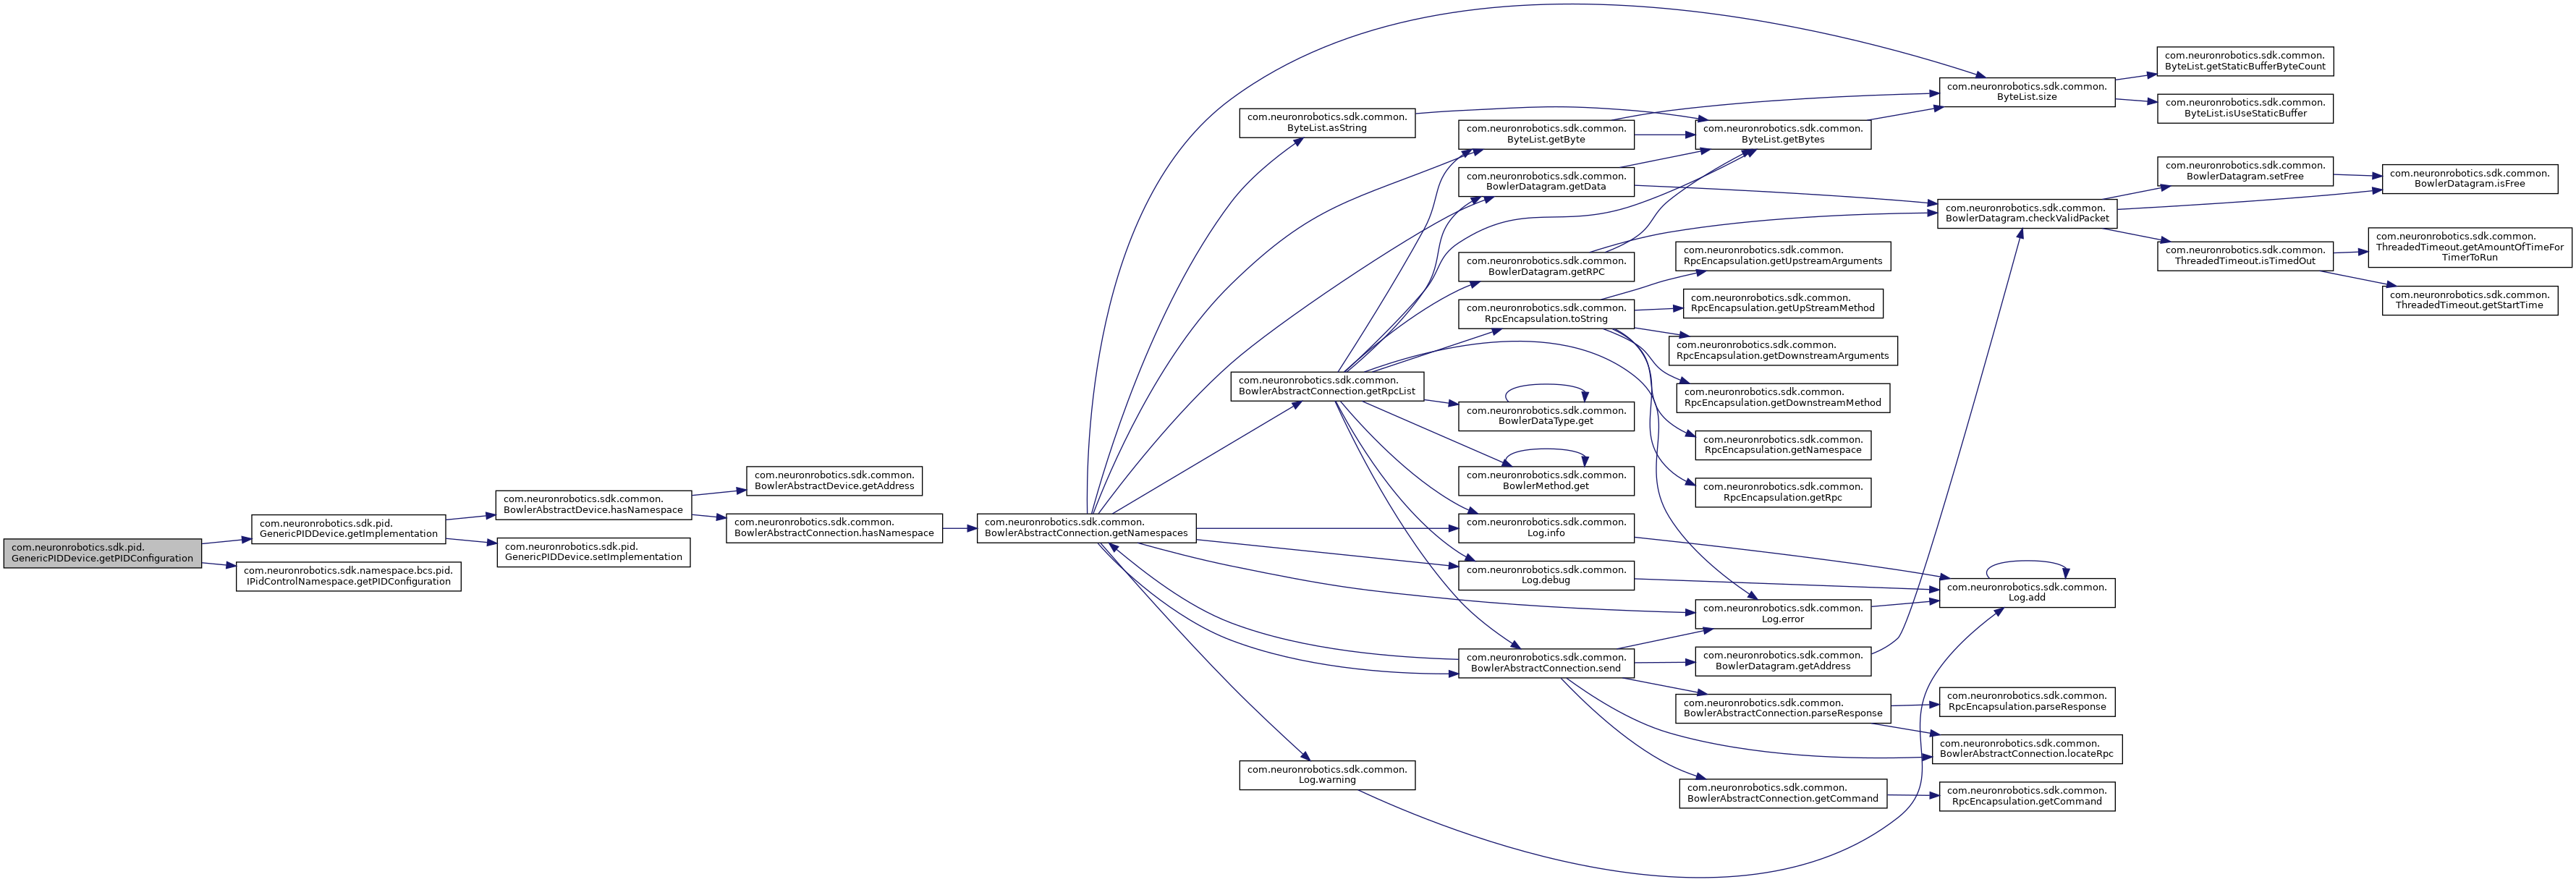 com.neuronrobotics.sdk.pid.
GenericPIDDevice.getPIDConfiguration
com.neuronrobotics.sdk.pid.
GenericPIDDevice.getImplementation
com.neuronrobotics.sdk.namespace.bcs.pid.
IPidControlNamespace.getPIDConfiguration
com.neuronrobotics.sdk.common.
BowlerAbstractDevice.hasNamespace
com.neuronrobotics.sdk.pid.
GenericPIDDevice.setImplementation
com.neuronrobotics.sdk.common.
BowlerAbstractDevice.getAddress
com.neuronrobotics.sdk.common.
BowlerAbstractConnection.hasNamespace
com.neuronrobotics.sdk.common.
BowlerAbstractConnection.getNamespaces
com.neuronrobotics.sdk.common.
ByteList.asString
com.neuronrobotics.sdk.common.
BowlerAbstractConnection.getRpcList
com.neuronrobotics.sdk.common.
Log.warning
com.neuronrobotics.sdk.common.
ByteList.getByte
com.neuronrobotics.sdk.common.
BowlerDatagram.getData
com.neuronrobotics.sdk.common.
BowlerDatagram.getRPC
com.neuronrobotics.sdk.common.
RpcEncapsulation.toString
com.neuronrobotics.sdk.common.
BowlerDataType.get
com.neuronrobotics.sdk.common.
BowlerMethod.get
com.neuronrobotics.sdk.common.
Log.info
com.neuronrobotics.sdk.common.
Log.debug
com.neuronrobotics.sdk.common.
BowlerAbstractConnection.send
com.neuronrobotics.sdk.common.
ByteList.getBytes
com.neuronrobotics.sdk.common.
RpcEncapsulation.getUpstreamArguments
com.neuronrobotics.sdk.common.
RpcEncapsulation.getUpStreamMethod
com.neuronrobotics.sdk.common.
RpcEncapsulation.getDownstreamArguments
com.neuronrobotics.sdk.common.
RpcEncapsulation.getDownstreamMethod
com.neuronrobotics.sdk.common.
RpcEncapsulation.getNamespace
com.neuronrobotics.sdk.common.
RpcEncapsulation.getRpc
com.neuronrobotics.sdk.common.
Log.error
com.neuronrobotics.sdk.common.
BowlerDatagram.getAddress
com.neuronrobotics.sdk.common.
BowlerAbstractConnection.parseResponse
com.neuronrobotics.sdk.common.
BowlerAbstractConnection.getCommand
com.neuronrobotics.sdk.common.
ByteList.size
com.neuronrobotics.sdk.common.
BowlerDatagram.checkValidPacket
com.neuronrobotics.sdk.common.
Log.add
com.neuronrobotics.sdk.common.
RpcEncapsulation.parseResponse
com.neuronrobotics.sdk.common.
BowlerAbstractConnection.locateRpc
com.neuronrobotics.sdk.common.
RpcEncapsulation.getCommand
com.neuronrobotics.sdk.common.
ByteList.getStaticBufferByteCount
com.neuronrobotics.sdk.common.
ByteList.isUseStaticBuffer
com.neuronrobotics.sdk.common.
BowlerDatagram.setFree
com.neuronrobotics.sdk.common.
ThreadedTimeout.isTimedOut
com.neuronrobotics.sdk.common.
BowlerDatagram.isFree
com.neuronrobotics.sdk.common.
ThreadedTimeout.getAmountOfTimeFor
TimerToRun
com.neuronrobotics.sdk.common.
ThreadedTimeout.getStartTime